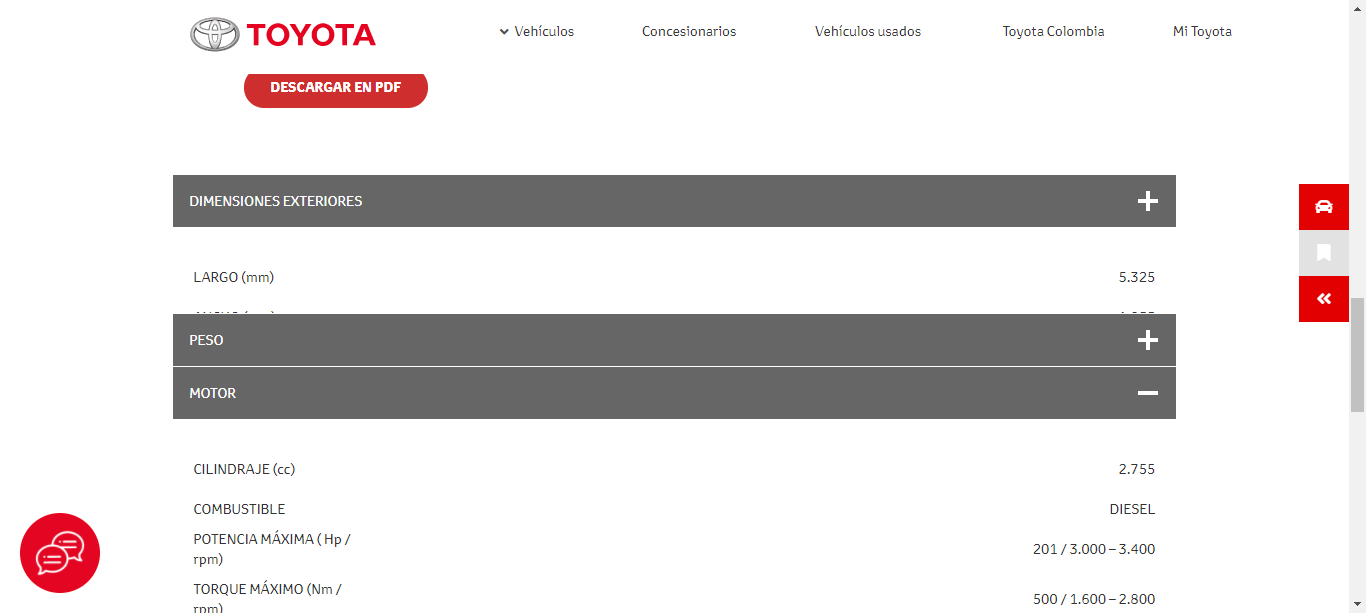 TOYOTA
Vehículos
Concesionarios
Vehículos usados
Toyota Colombia
Mi Toyota
DESCARGAR EN PDF
DIMENSIONES EXTERIORES
LARGO (mm) 5.325
PESO
MOTOR
CILINDRAJE (cc) 2.755
COMBUSTIBLE DIESEL
POTENCIA MÁXIMA ( Hp /
rpm)
201 / 3.000 – 3.400
TORQUE MÁXIMO (Nm /
rpm)
500 / 1.600 – 2.800